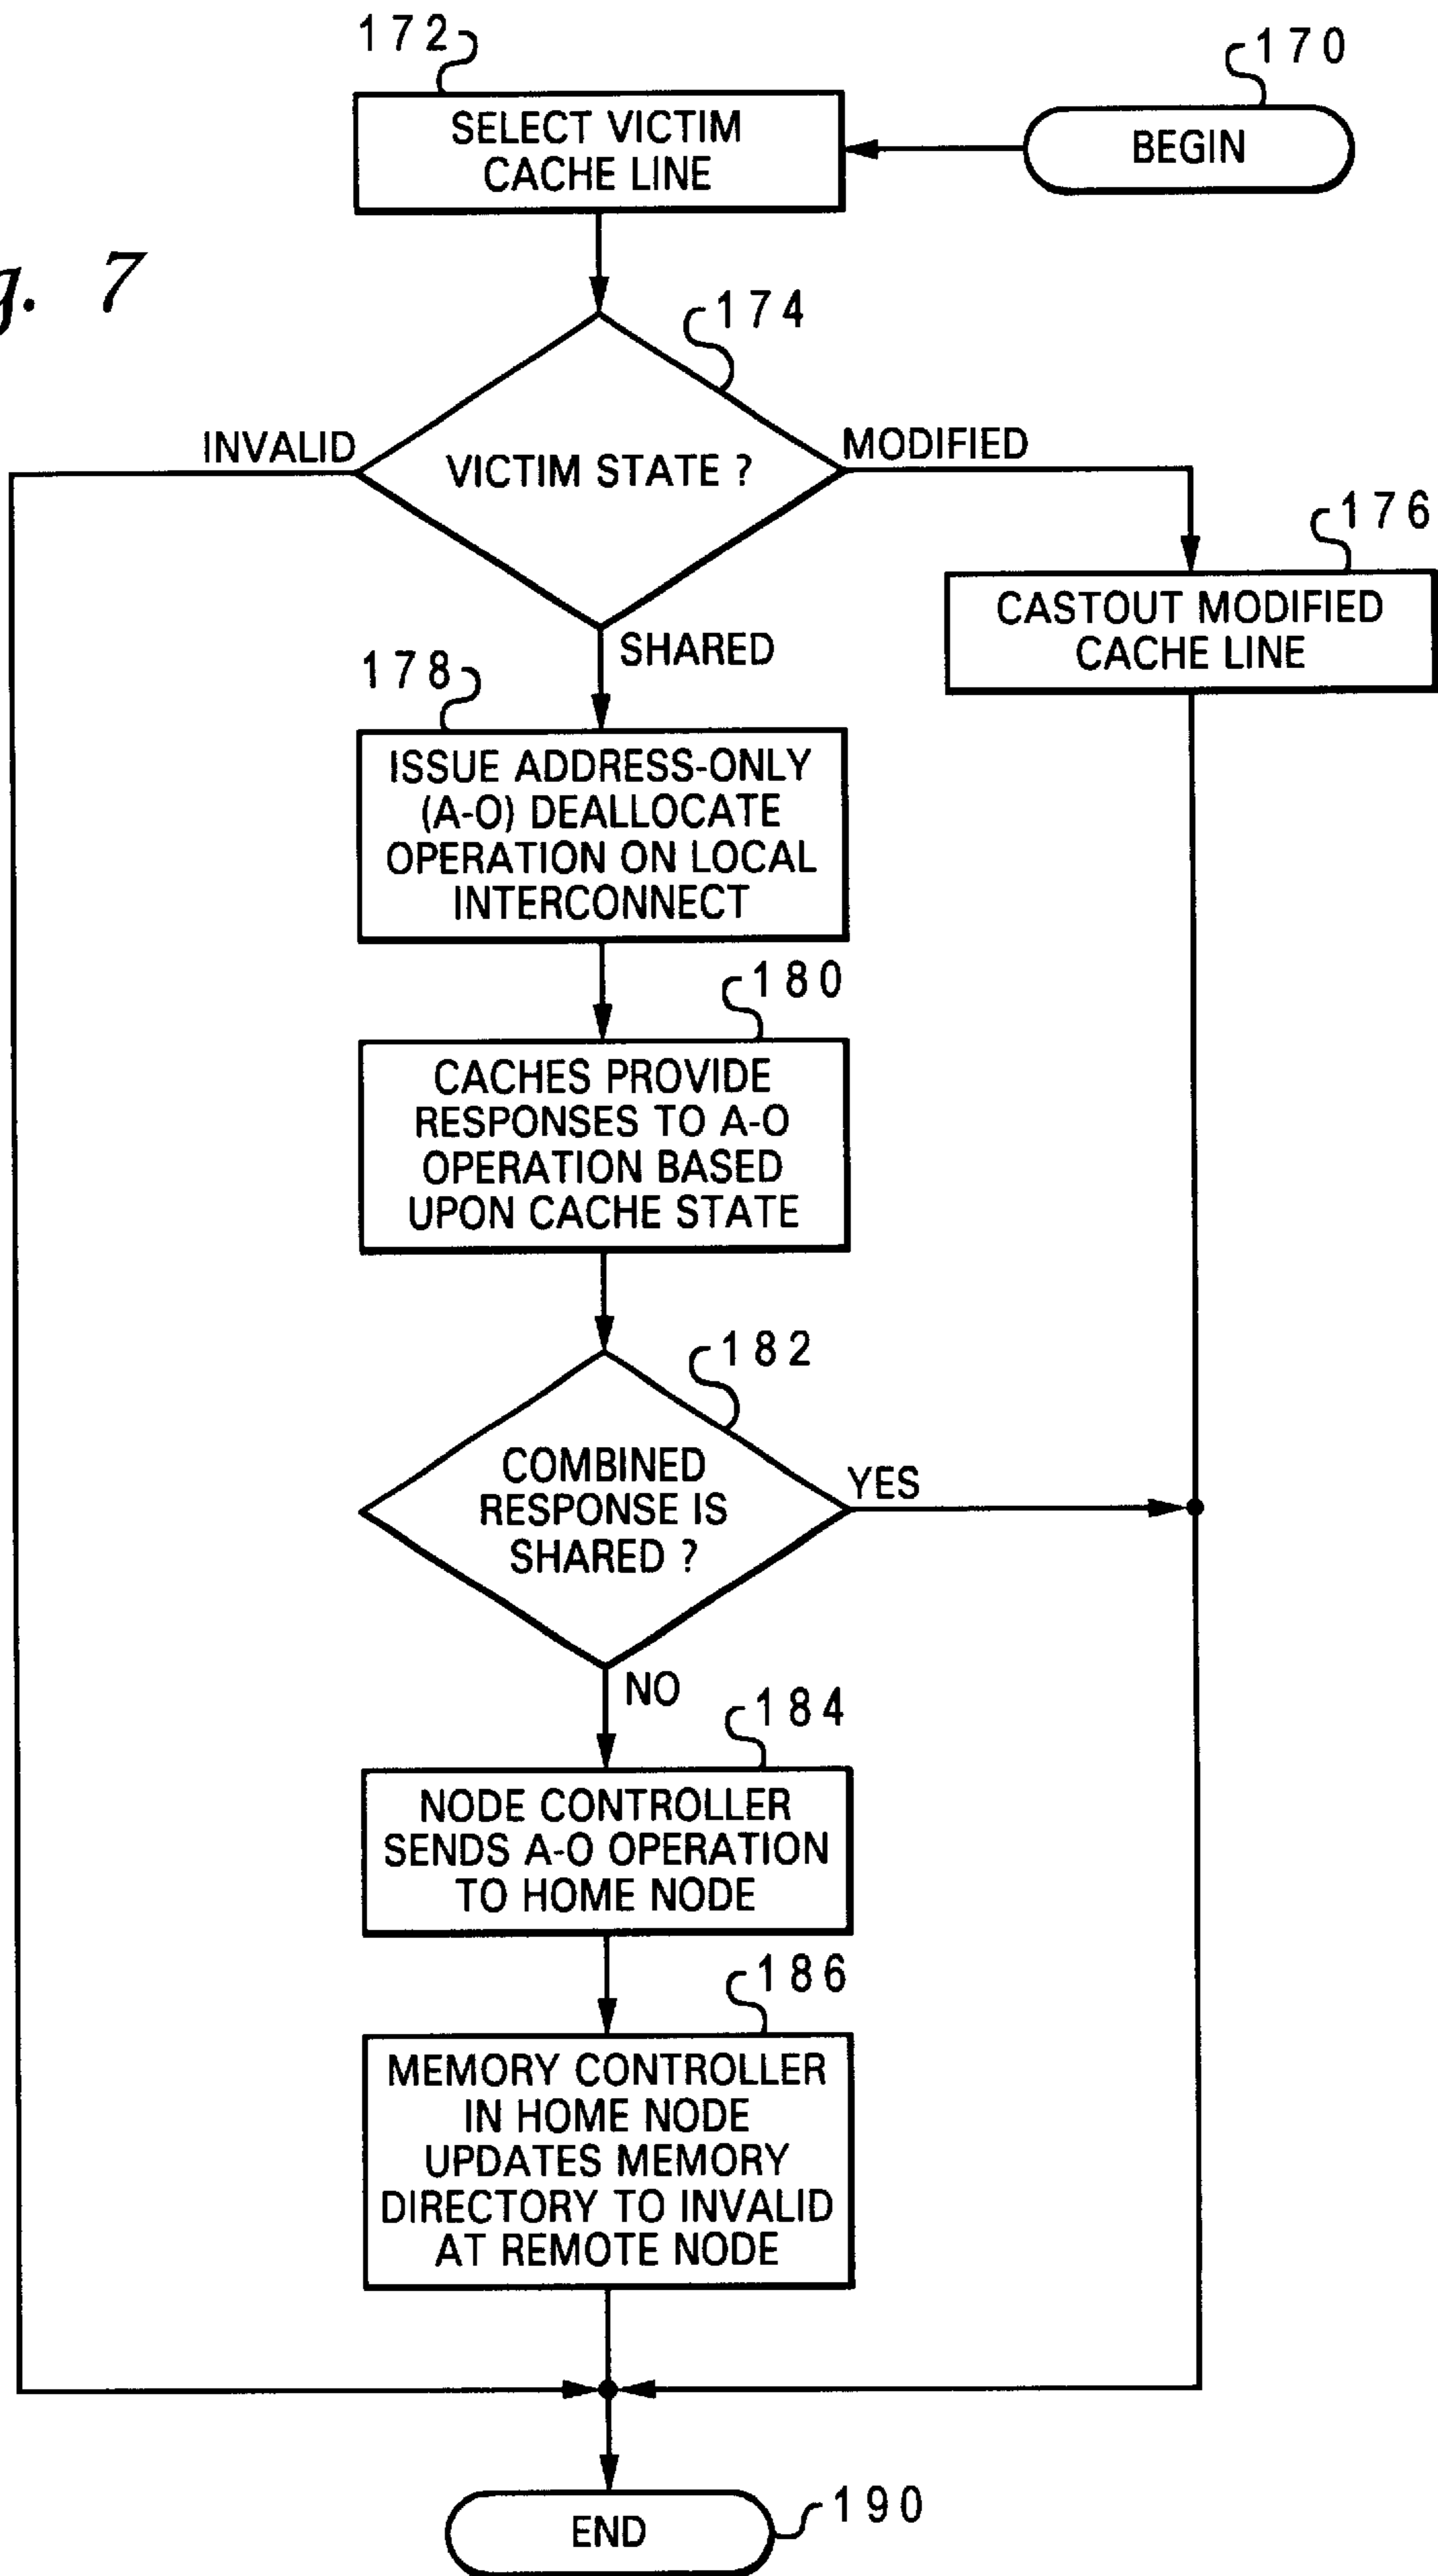 172
170
SELECT VICTIM
CACHE LINE
BEGIN
g. 7
174
INVALID
VICTIM STATE ?
MODIFIED
176
CASTOUT MODIFIED
CACHE LINE
SHARED
178
ISSUE ADDRESS-ONLY
(A-O) DEALLOCATE
OPERATION ON LOCAL
INTERCONNECT
180
CACHES PROVIDE
RESPONSES TO A-O
OPERATION BASED
UPON CACHE STATE
182
COMBINED
RESPONSE IS
SHARED ?
YES
NO
184
NODE CONTROLLER
SENDS A-O OPERATION
TO HOME NODE
186
MEMORY CONTROLLER
IN HOME NODE
UPDATES MEMORY
DIRECTORY TO INVALID
AT REMOTE NODE
END
190